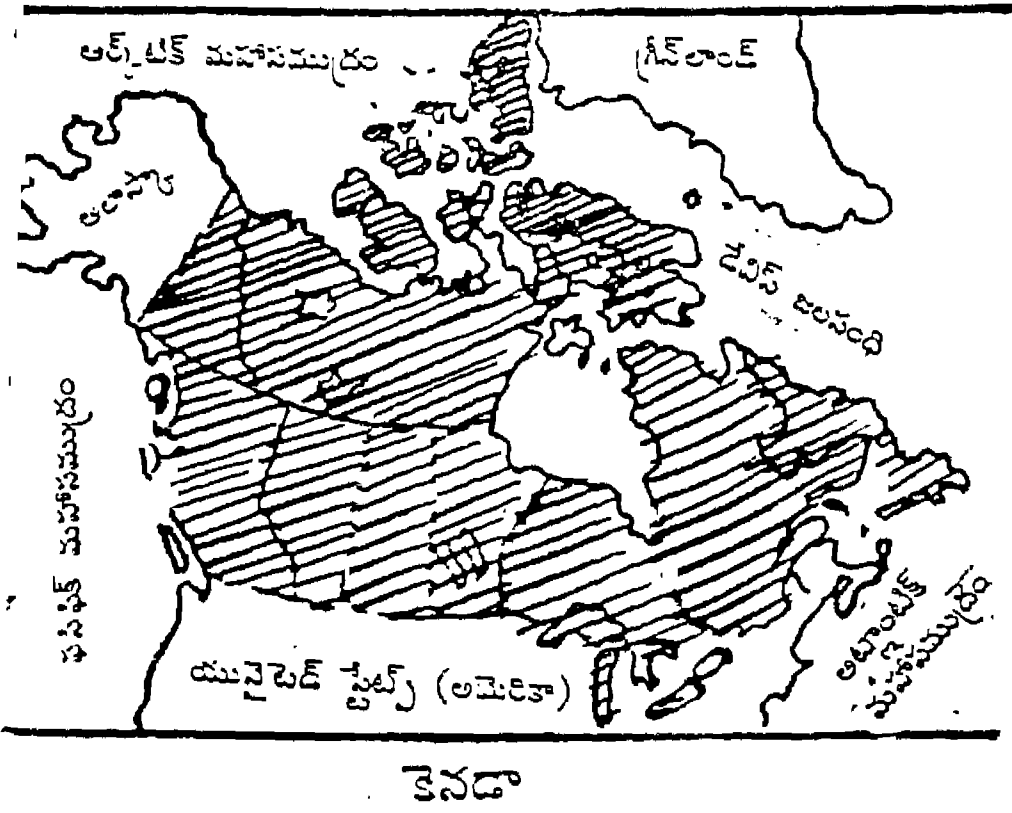 ఆర్క్‌టిక్ మహాసముద్రం
గ్రీన్‌లాండ్
అలాస్కా
డేవిస్ జలసంధి
పసిఫిక్ మహాసముద్రం
అట్లాంటిక్
మహాసముద్రం
యునైటెడ్ స్టేట్స్ (అమెరికా)
కెనడా